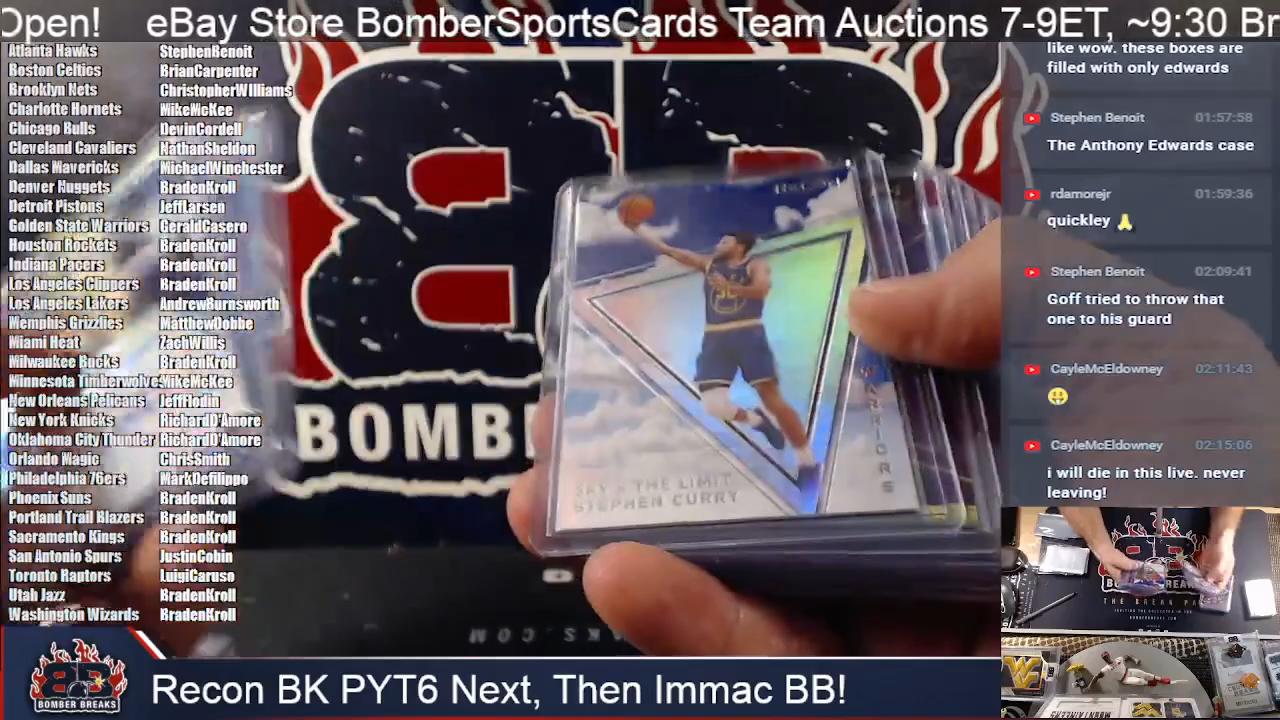 Open! eBay Store BomberSportsCards Team Auctions 7-9ET, ~9:30 Br
Atlanta Hawks StephenBenoit
Boston Celtics BrianCarpenter
Brooklyn Nets ChristopherWIlliams
Charlotte Hornets MikeMcKee
Chicago Bulls DevinCordell
Cleveland Cavaliers NathanSheldon
Dallas Mavericks MichaelWinchester
Denver Nuggets BradenKroll
Detroit Pistons JeffLarsen
Golden State Warriors GeraldCasero
Houston Rockets BradenKroll
Indiana Pacers BradenKroll
Los Angeles Clippers BradenKroll
Los Angeles Lakers AndrewBurnsworth
Memphis Grizzlies MatthewDobbe
Miami Heat ZachWillis
Milwaukee Bucks BradenKroll
Minnesota Timberwolves MikeMcKee
New Orleans Pelicans JeffHodin
New York Knicks RichardD'Amore
Oklahoma City Thunder RichardD'Amore
Orlando Magic ChrisSmith
Philadelphia 76ers MarkDefilippo
Phoenix Suns BradenKroll
Portland Trail Blazers BradenKroll
Sacramento Kings BradenKroll
San Antonio Spurs JustinCobin
Toronto Raptors LuigiCaruso
Utah Jazz BradenKroll
Washington Wizards BradenKroll
BOMB
SKY'S THE LIMIT
STEPHEN CURRY
WARRIORS
like wow. these boxes are
filled with only edwards
Stephen Benoit 01:57:58
The Anthony Edwards case
rdamorejr 01:59:36
quickley 🙏
Stephen Benoit 02:09:41
Goff tried to throw that
one to his guard
CayleMcEldowney 02:11:43
🤑
CayleMcEldowney 02:15:06
i will die in this live. never
leaving!
THE BREAK PA
BOMBER BREAKS
Recon BK PYT6 Next, Then Immac BB!